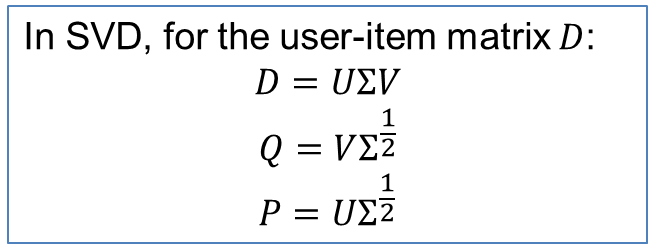 In SVD, for the user-item matrix D:
D = UΣV
Q = VΣ^{1/2}
P = UΣ^{1/2}